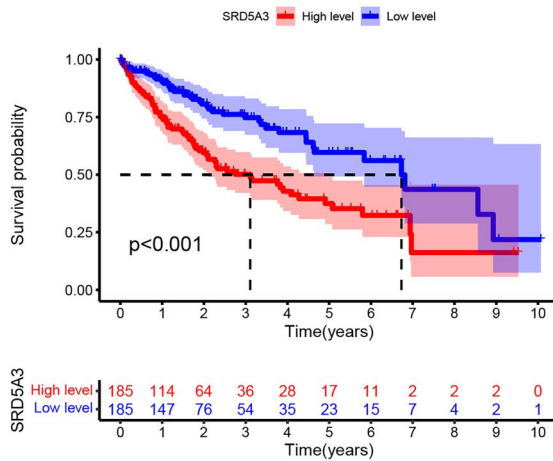 SRD5A3 High level Low level
1.00
0.75
0.50
0.25
0.00
Survival probability
p<0.001
0 1 2 3 4 5 6 7 8 9 10
Time(years)
SRD5A3
High level 185 114 64 36 28 17 11 2 2 2 0
Low level 185 147 76 54 35 23 15 7 4 2 1
0 1 2 3 4 5 6 7 8 9 10
Time(years)